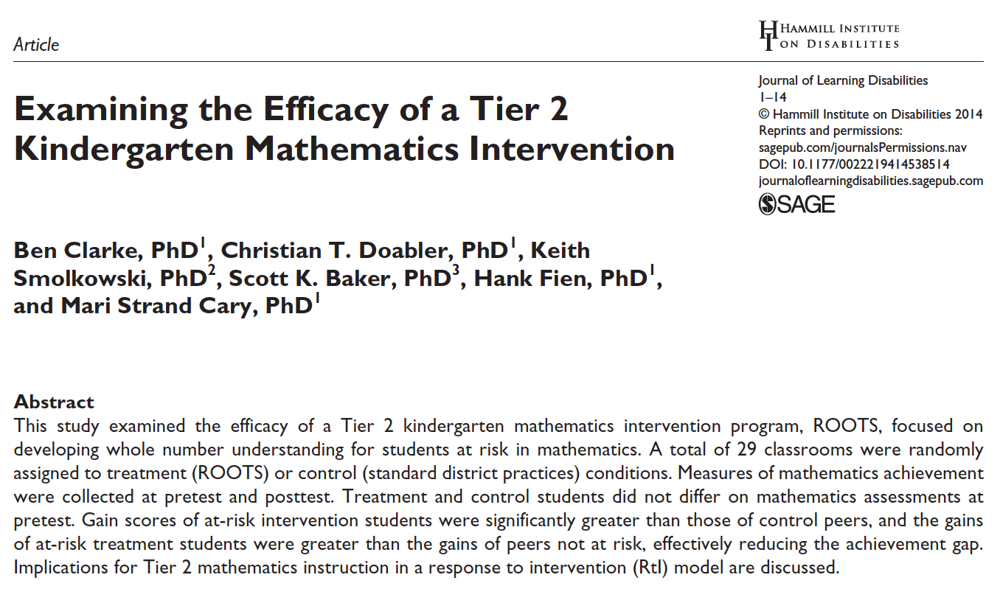 Article
HAMMILL INSTITUTE
ON DISABILITIES
Examining the Efficacy of a Tier 2
Kindergarten Mathematics Intervention
Journal of Learning Disabilities
1–14
© Hammill Institute on Disabilities 2014
Reprints and permissions:
sagepub.com/journalsPermissions.nav
DOI: 10.1177/0022219414538514
journaloflearningdisabilities.sagepub.com
SAGE
Ben Clarke, PhD1, Christian T. Doabler, PhD1, Keith
Smolkowski, PhD2, Scott K. Baker, PhD3, Hank Fien, PhD1,
and Mari Strand Cary, PhD1
Abstract
This study examined the efficacy of a Tier 2 kindergarten mathematics intervention program, ROOTS, focused on
developing whole number understanding for students at risk in mathematics. A total of 29 classrooms were randomly
assigned to treatment (ROOTS) or control (standard district practices) conditions. Measures of mathematics achievement
were collected at pretest and posttest. Treatment and control students did not differ on mathematics assessments at
pretest. Gain scores of at-risk intervention students were significantly greater than those of control peers, and the gains
of at-risk treatment students were greater than the gains of peers not at risk, effectively reducing the achievement gap.
Implications for Tier 2 mathematics instruction in a response to intervention (RtI) model are discussed.